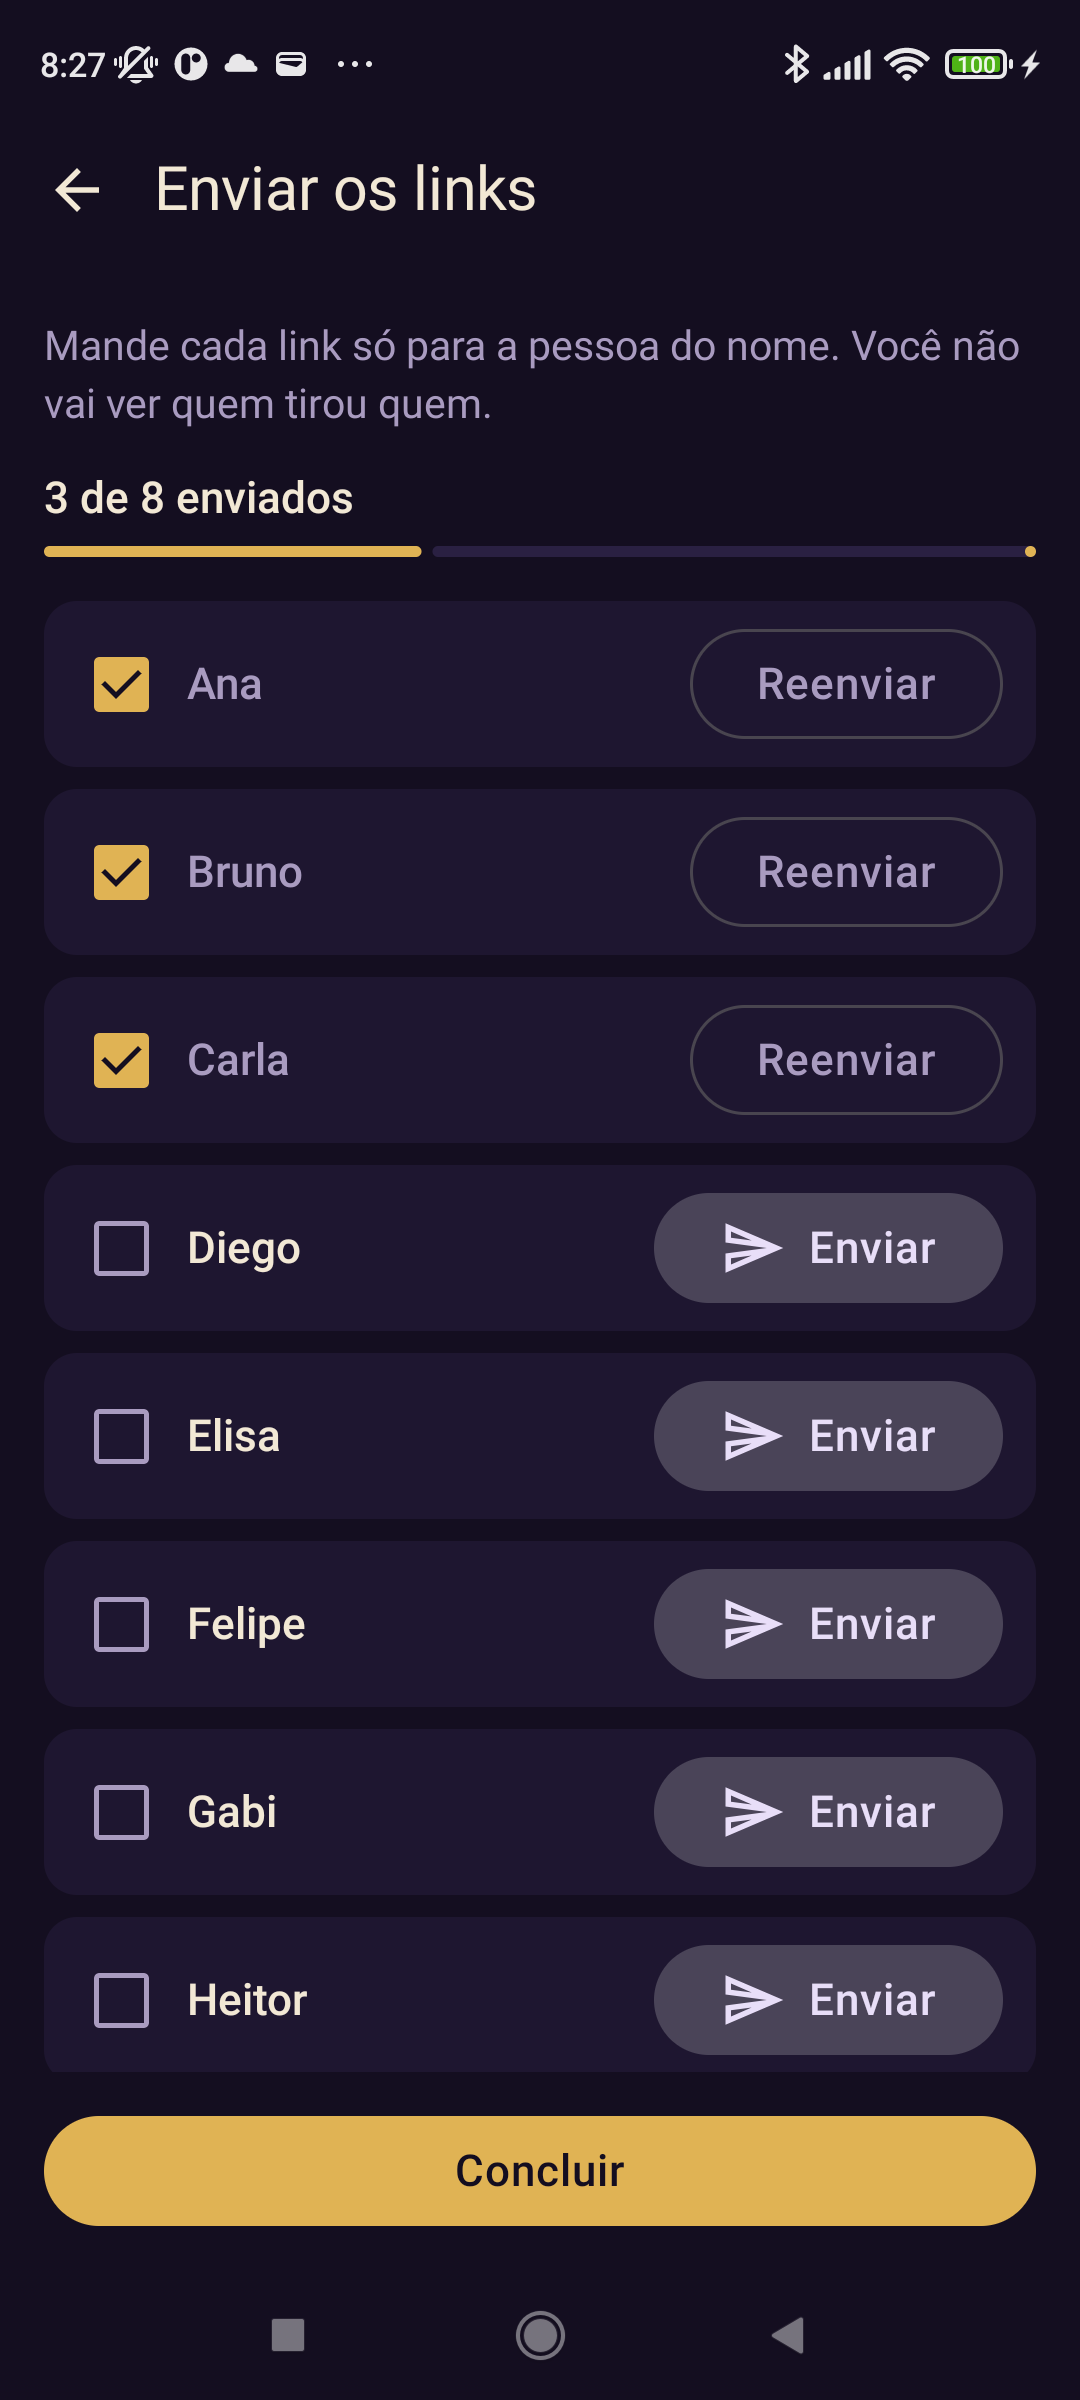 8:27
100
Enviar os links
Mande cada link só para a pessoa do nome. Você não
vai ver quem tirou quem.
3 de 8 enviados
Ana Reenviar
Bruno Reenviar
Carla Reenviar
Diego Enviar
Elisa Enviar
Felipe Enviar
Gabi Enviar
Heitor Enviar
Concluir